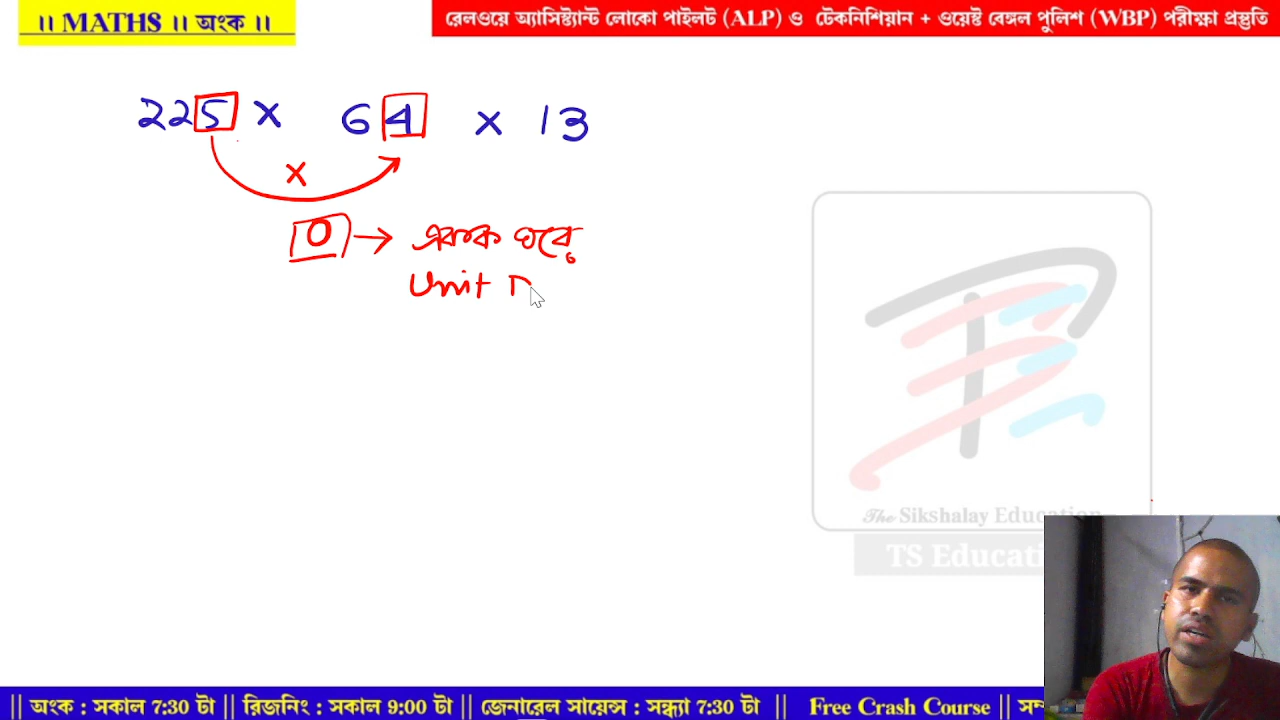 ।। MATHS ।। অংক ।।
রেলওয়ে অ্যাসিস্ট্যান্ট লোকো পাইলট (ALP) ও টেকনিশিয়ান + ওয়েস্ট বেঙ্গল পুলিশ (WBP) পরীক্ষা প্রস্তুতি
225 x 64 x 13
x
0 → একক ঘরে
Unit
The Sikshalay Education
TS Educati
|| অংক : সকাল 7:30 টা || রিজনিং : সকাল 9:00 টা || জেনারেল সায়েন্স : সন্ধ্যা 7:30 টা || Free Crash Course || সন্ধ